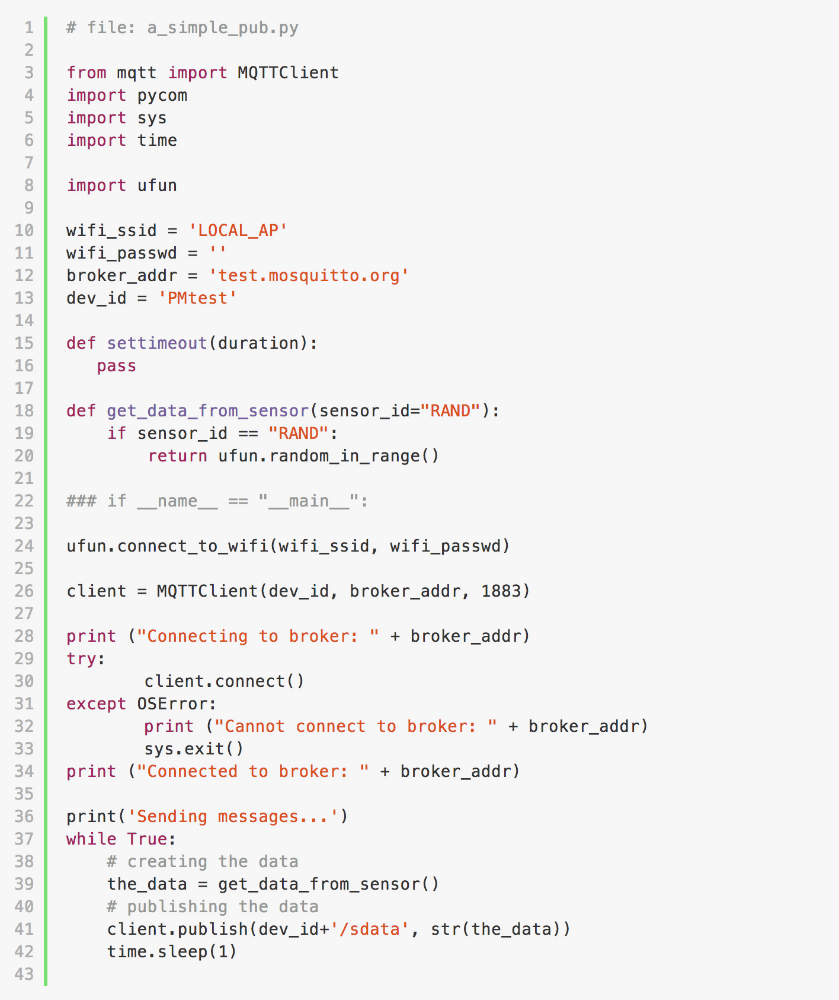 1 # file: a_simple_pub.py
2
3 from mqtt import MQTTClient
4 import pycom
5 import sys
6 import time
7
8 import ufun
9
10 wifi_ssid = 'LOCAL_AP'
11 wifi_passwd = ''
12 broker_addr = 'test.mosquitto.org'
13 dev_id = 'PMtest'
14
15 def settimeout(duration):
16    pass
17
18 def get_data_from_sensor(sensor_id="RAND"):
19     if sensor_id == "RAND":
20         return ufun.random_in_range()
21
22 ### if __name__ == "__main__":
23
24 ufun.connect_to_wifi(wifi_ssid, wifi_passwd)
25
26 client = MQTTClient(dev_id, broker_addr, 1883)
27
28 print ("Connecting to broker: " + broker_addr)
29 try:
30         client.connect()
31 except OSError:
32         print ("Cannot connect to broker: " + broker_addr)
33         sys.exit()
34 print ("Connected to broker: " + broker_addr)
35
36 print('Sending messages...')
37 while True:
38     # creating the data
39     the_data = get_data_from_sensor()
40     # publishing the data
41     client.publish(dev_id+'/sdata', str(the_data))
42     time.sleep(1)
43